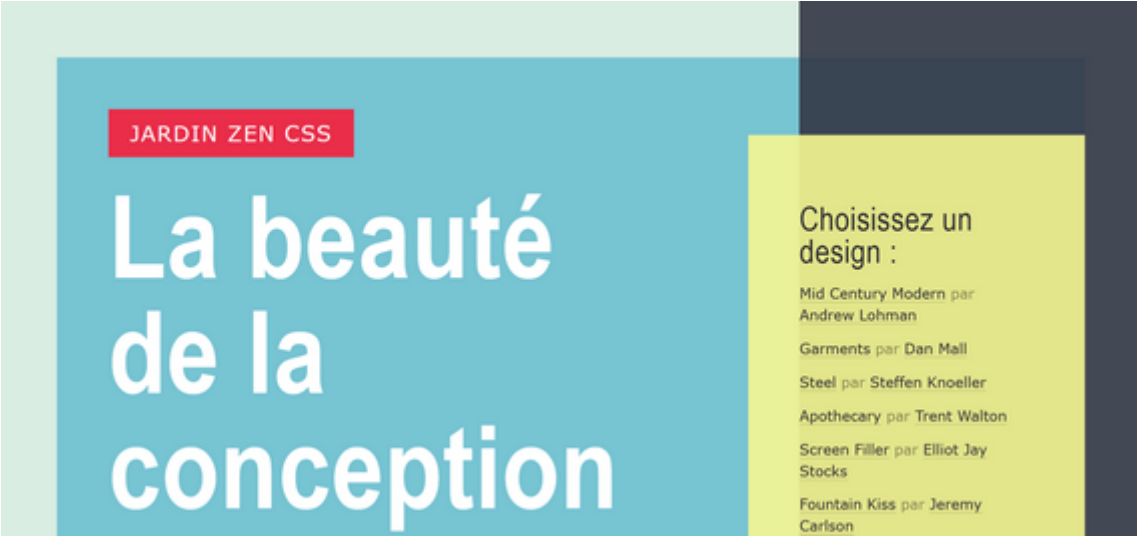 JARDIN ZEN CSS
La beauté
de la
conception
Choisissez un
design :
Mid Century Modern par
Andrew Lohman
Garments par Dan Mall
Steel par Steffen Knoeller
Apothecary par Trent Walton
Screen Filler par Elliot Jay
Stocks
Fountain Kiss par Jeremy
Carlson